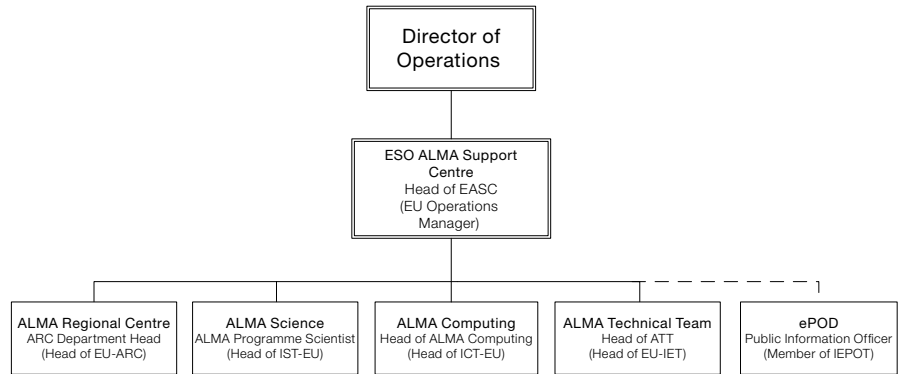 Director of
Operations
ESO ALMA Support
Centre
Head of EASC
(EU Operations
Manager)
ALMA Regional Centre
ARC Department Head
(Head of EU-ARC)
ALMA Science
ALMA Programme Scientist
(Head of IST-EU)
ALMA Computing
Head of ALMA Computing
(Head of ICT-EU)
ALMA Technical Team
Head of ATT
(Head of EU-IET)
ePOD
Public Information Officer
(Member of IEPOT)